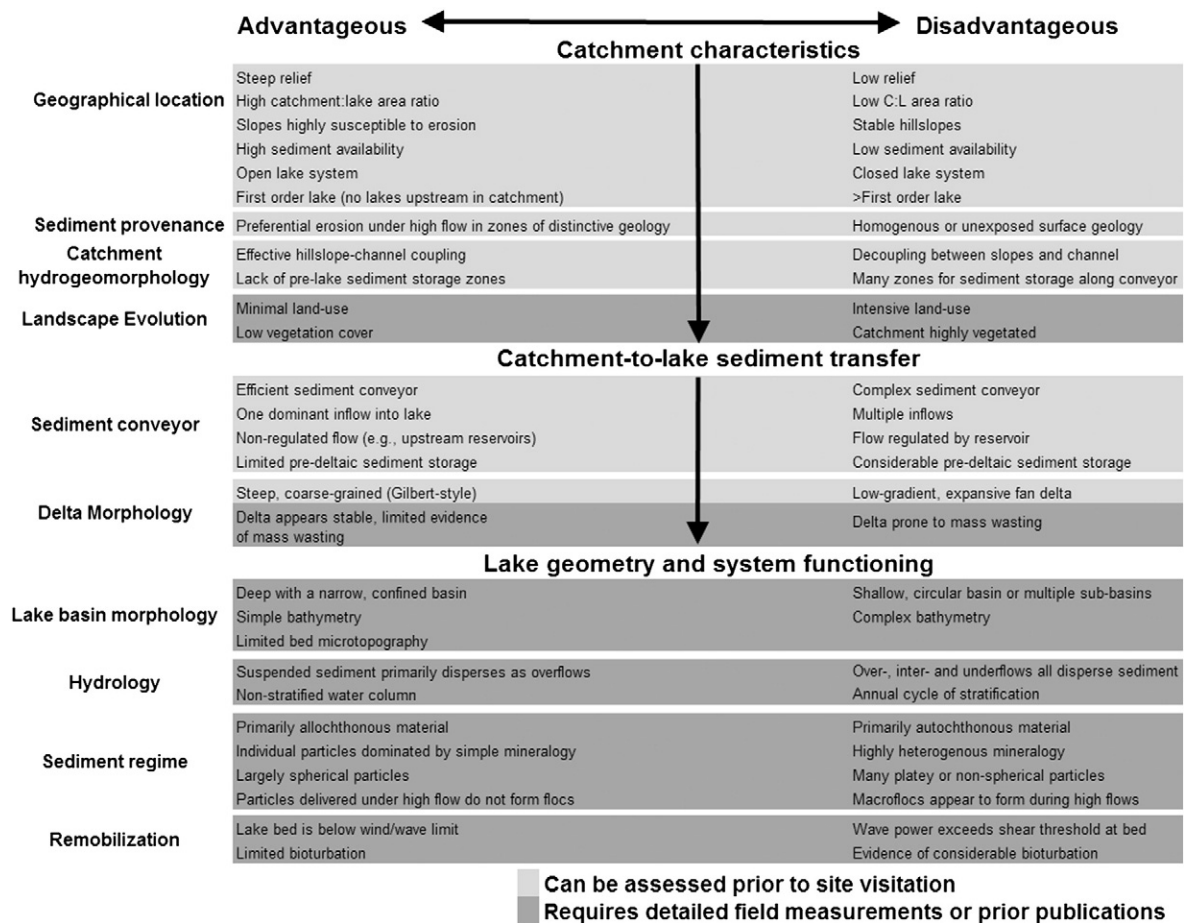 Advantageous Disadvantageous
Catchment characteristics
Geographical location
Steep relief Low relief
High catchment:lake area ratio Low C:L area ratio
Slopes highly susceptible to erosion Stable hillslopes
High sediment availability Low sediment availability
Open lake system Closed lake system
First order lake (no lakes upstream in catchment) >First order lake
Sediment provenance Preferential erosion under high flow in zones of distinctive geology Homogenous or unexposed surface geology
Catchment
hydrogeomorphology
Effective hillslope-channel coupling Decoupling between slopes and channel
Lack of pre-lake sediment storage zones Many zones for sediment storage along conveyor
Landscape Evolution
Minimal land-use Intensive land-use
Low vegetation cover Catchment highly vegetated
Catchment-to-lake sediment transfer
Sediment conveyor
Efficient sediment conveyor Complex sediment conveyor
One dominant inflow into lake Multiple inflows
Non-regulated flow (e.g., upstream reservoirs) Flow regulated by reservoir
Limited pre-deltaic sediment storage Considerable pre-deltaic sediment storage
Delta Morphology
Steep, coarse-grained (Gilbert-style) Low-gradient, expansive fan delta
Delta appears stable, limited evidence
of mass wasting
Delta prone to mass wasting
Lake geometry and system functioning
Lake basin morphology
Deep with a narrow, confined basin Shallow, circular basin or multiple sub-basins
Simple bathymetry Complex bathymetry
Limited bed microtopography
Hydrology
Suspended sediment primarily disperses as overflows Over-, inter- and underflows all disperse sediment
Non-stratified water column Annual cycle of stratification
Sediment regime
Primarily allochthonous material Primarily autochthonous material
Individual particles dominated by simple mineralogy Highly heterogenous mineralogy
Largely spherical particles Many platey or non-spherical particles
Particles delivered under high flow do not form flocs Macroflocs appear to form during high flows
Remobilization
Lake bed is below wind/wave limit Wave power exceeds shear threshold at bed
Limited bioturbation Evidence of considerable bioturbation
Can be assessed prior to site visitation
Requires detailed field measurements or prior publications